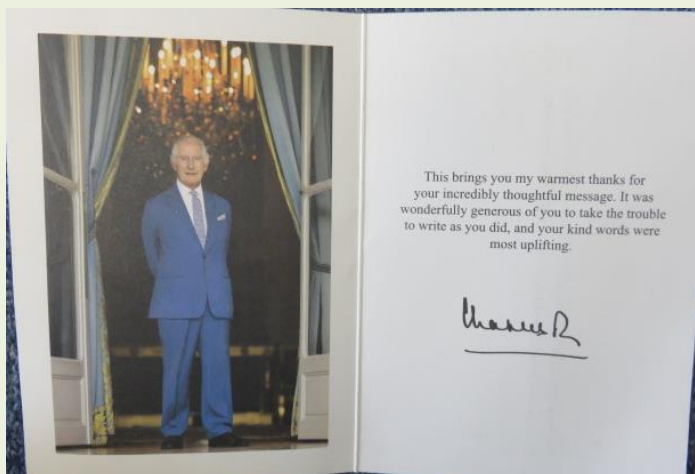 This brings you my warmest thanks for
your incredibly thoughtful message. It was
wonderfully generous of you to take the trouble
to write as you did, and your kind words were
most uplifting.
Charles R